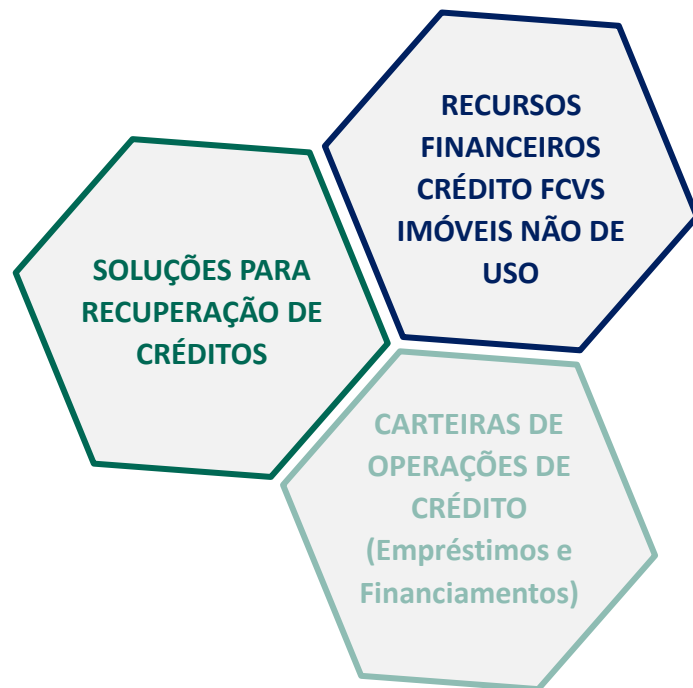 RECURSOS
FINANCEIROS
CRÉDITO FCVS
IMÓVEIS NÃO DE
USO
SOLUÇÕES PARA
RECUPERAÇÃO DE
CRÉDITOS
CARTEIRAS DE
OPERAÇÕES DE
CRÉDITO
(Empréstimos e
Financiamentos)